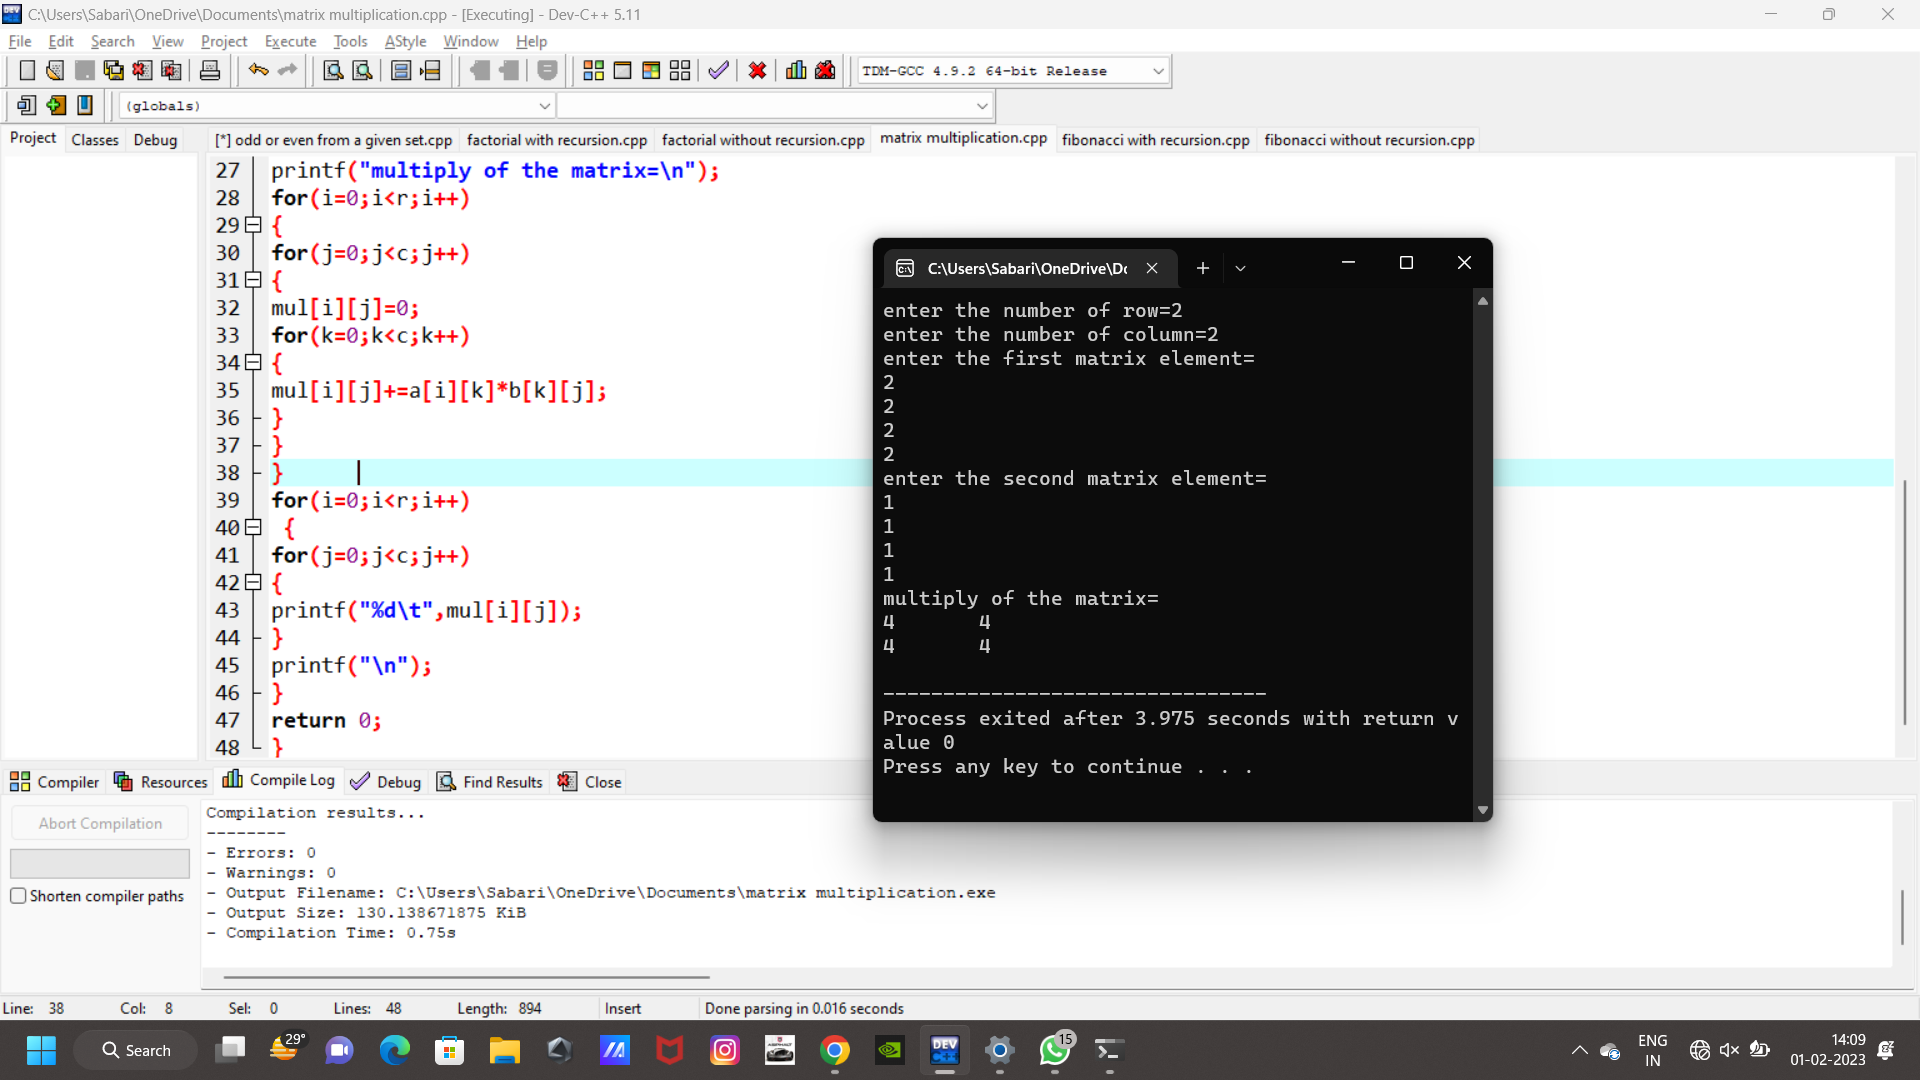 C:\Users\Sabari\OneDrive\Documents\matrix multiplication.cpp - [Executing] - Dev-C++ 5.11
File Edit Search View Project Execute Tools AStyle Window Help
TDM-GCC 4.9.2 64-bit Release
(globals)
Project Classes Debug
[*] odd or even from a given set.cpp factorial with recursion.cpp factorial without recursion.cpp matrix multiplication.cpp fibonacci with recursion.cpp fibonacci without recursion.cpp
27 printf("multiply of the matrix=\n");
28 for(i=0;i<r;i++)
29 {
30 for(j=0;j<c;j++)
31 {
32 mul[i][j]=0;
33 for(k=0;k<c;k++)
34 {
35 mul[i][j]+=a[i][k]*b[k][j];
36 }
37 }
38 }
39 for(i=0;i<r;i++)
40 {
41 for(j=0;j<c;j++)
42 {
43 printf("%d\t",mul[i][j]);
44 }
45 printf("\n");
46 }
47 return 0;
48 }
C:\Users\Sabari\OneDrive\Do
enter the number of row=2
enter the number of column=2
enter the first matrix element=
2
2
2
2
enter the second matrix element=
1
1
1
1
multiply of the matrix=
4 4
4 4
--------------------------------
Process exited after 3.975 seconds with return v
alue 0
Press any key to continue . . .
Compiler Resources Compile Log Debug Find Results Close
Abort Compilation
Shorten compiler paths
Compilation results...
--------
- Errors: 0
- Warnings: 0
- Output Filename: C:\Users\Sabari\OneDrive\Documents\matrix multiplication.exe
- Output Size: 130.138671875 KiB
- Compilation Time: 0.75s
Line: 38 Col: 8 Sel: 0 Lines: 48 Length: 894 Insert Done parsing in 0.016 seconds
Search
29°
DEV
15
ENG
IN
14:09
01-02-2023